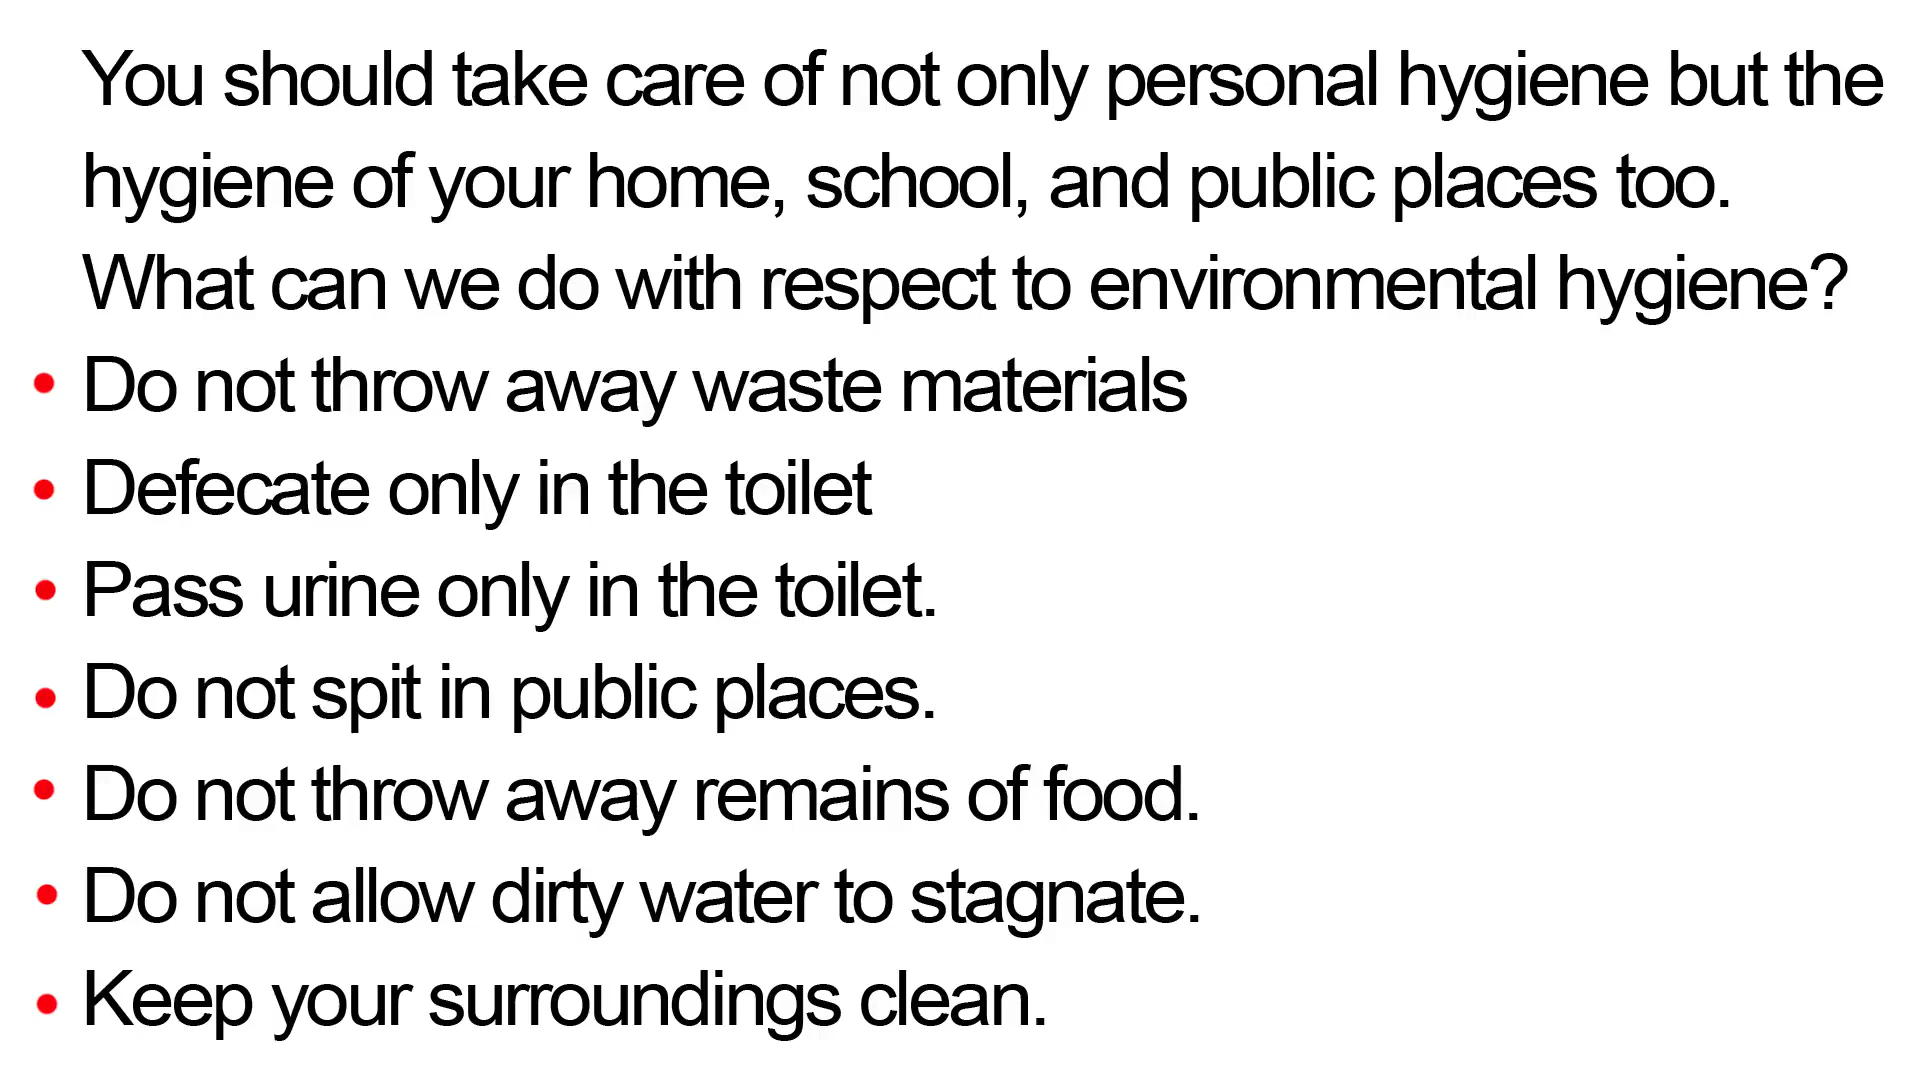 You should take care of not only personal hygiene but the
hygiene of your home, school, and public places too.
What can we do with respect to environmental hygiene?
• Do not throw away waste materials
• Defecate only in the toilet
• Pass urine only in the toilet.
• Do not spit in public places.
• Do not throw away remains of food.
• Do not allow dirty water to stagnate.
• Keep your surroundings clean.